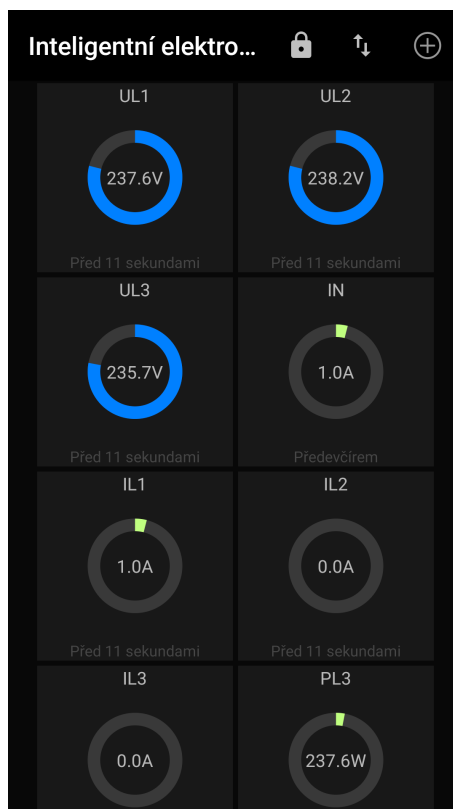 Inteligentní elektro...
UL1
UL2
237.6V
238.2V
Před 11 sekundami
Před 11 sekundami
UL3
IN
235.7V
1.0A
Před 11 sekundami
Předevčírem
IL1
IL2
1.0A
0.0A
Před 11 sekundami
Před 11 sekundami
IL3
PL3
0.0A
237.6W